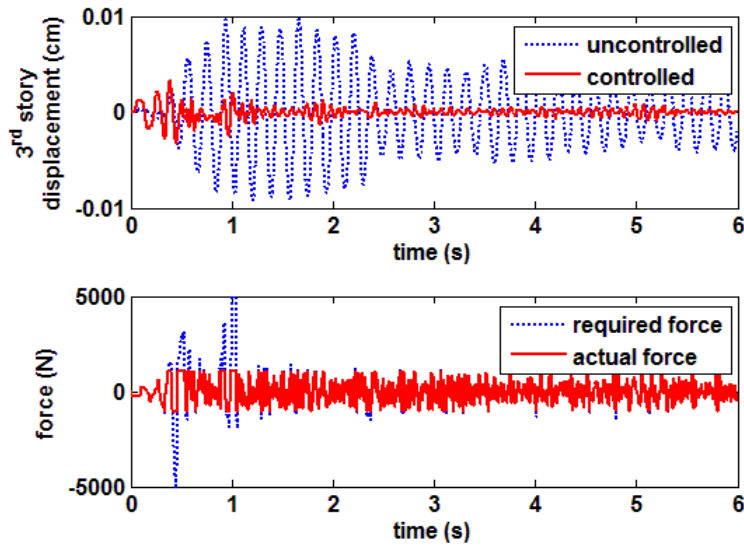 0.01
0
-0.01
3rd story
displacement (cm)
uncontrolled
controlled
0 1 2 3 4 5 6
time (s)
5000
0
-5000
force (N)
required force
actual force
0 1 2 3 4 5 6
time (s)